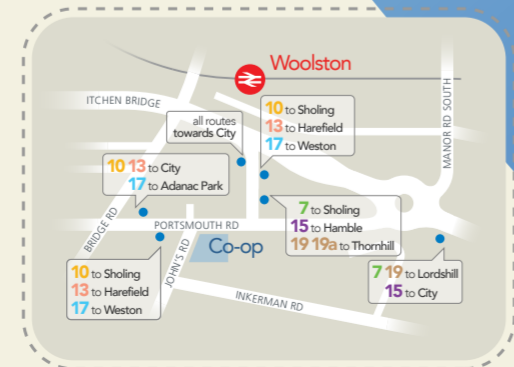 Woolston
ITCHEN BRIDGE
MANOR RD SOUTH
all routes
towards City
10 to Sholing
13 to Harefield
17 to Weston
10 13 to City
17 to Adanac Park
7 to Sholing
15 to Hamble
19 19a to Thornhill
BRIDGE RD
PORTSMOUTH RD
JOHN'S RD
Co-op
10 to Sholing
13 to Harefield
17 to Weston
7 19 to Lordshill
15 to City
INKERMAN RD